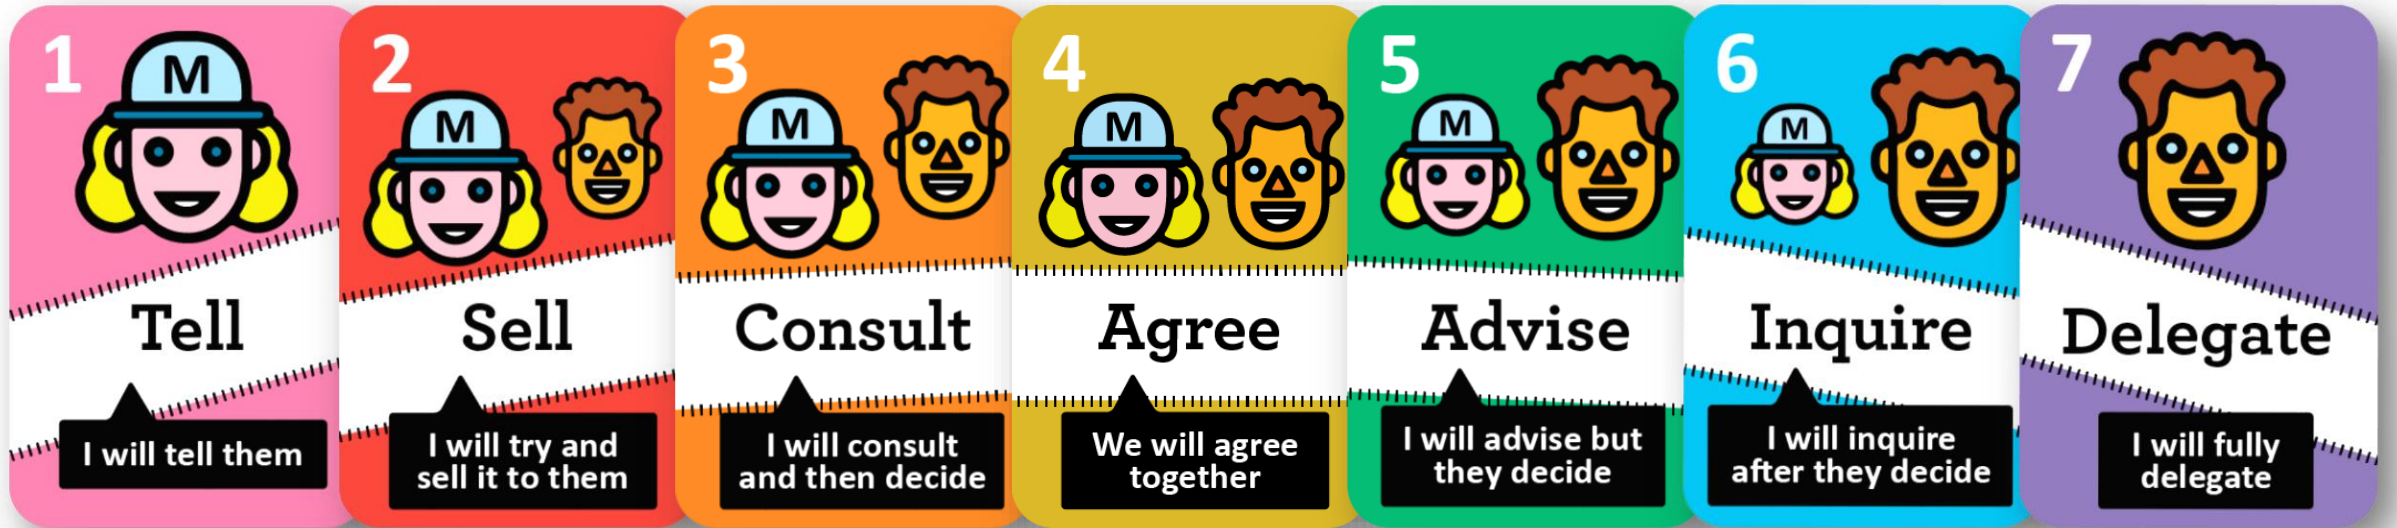 1
M
Tell
I will tell them
2
M
Sell
I will try and
sell it to them
3
M
Consult
I will consult
and then decide
4
M
Agree
We will agree
together
5
M
Advise
I will advise but
they decide
6
M
Inquire
I will inquire
after they decide
7
Delegate
I will fully
delegate